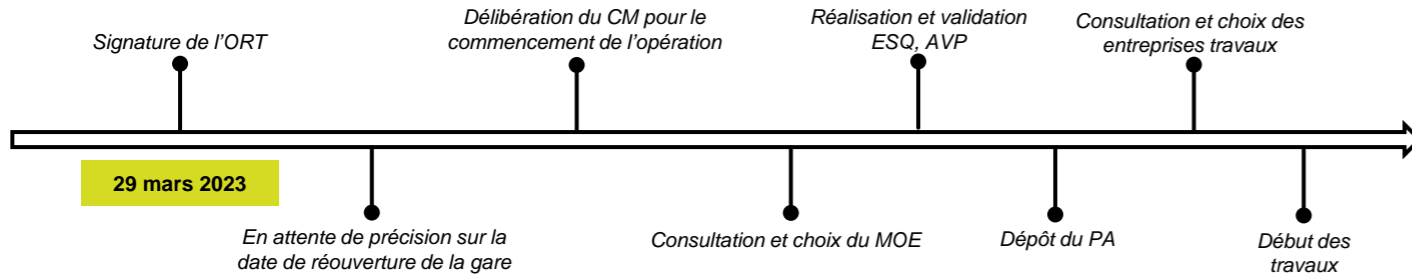 Signature de l'ORT
Délibération du CM pour le
commencement de l'opération
Réalisation et validation
ESQ, AVP
Consultation et choix des
entreprises travaux
29 mars 2023
En attente de précision sur la
date de réouverture de la gare
Consultation et choix du MOE
Dépôt du PA
Début des
travaux